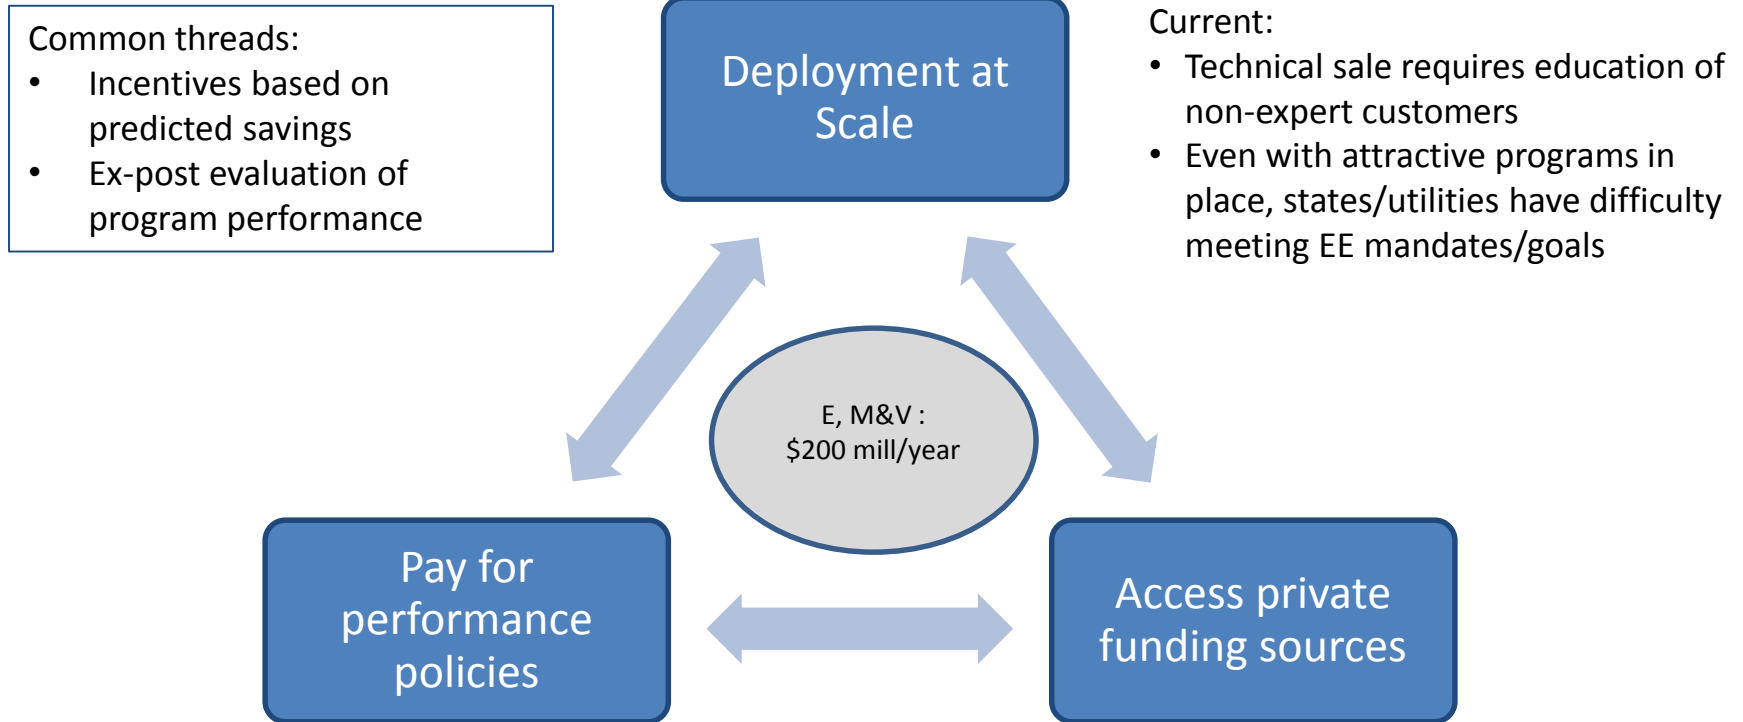 Common threads:
• Incentives based on
predicted savings
• Ex-post evaluation of
program performance
Deployment at
Scale
Current:
• Technical sale requires education of
non-expert customers
• Even with attractive programs in
place, states/utilities have difficulty
meeting EE mandates/goals
E, M&V :
$200 mill/year
Pay for
performance
policies
Access private
funding sources